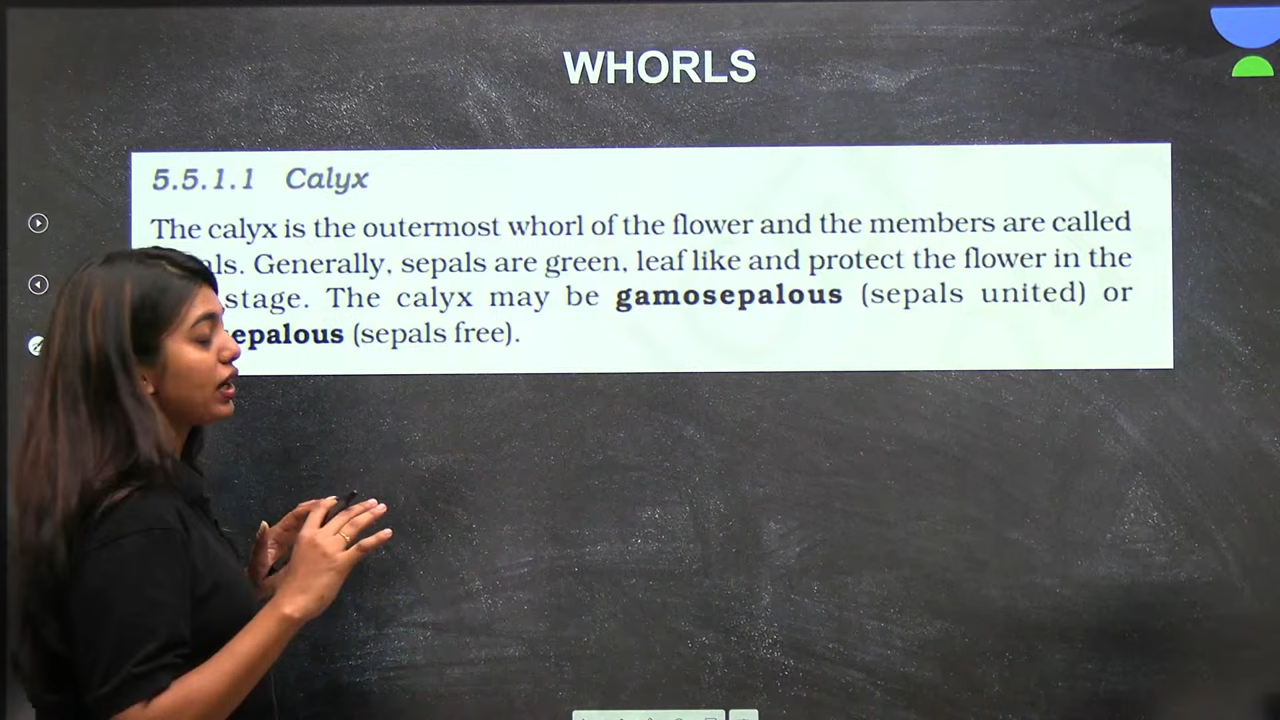 WHORLS
5.5.1.1 Calyx
The calyx is the outermost whorl of the flower and the members are called
Generally, sepals are green, leaf like and protect the flower in the
stage. The calyx may be gamosepalous (sepals united) or
(sepals free).